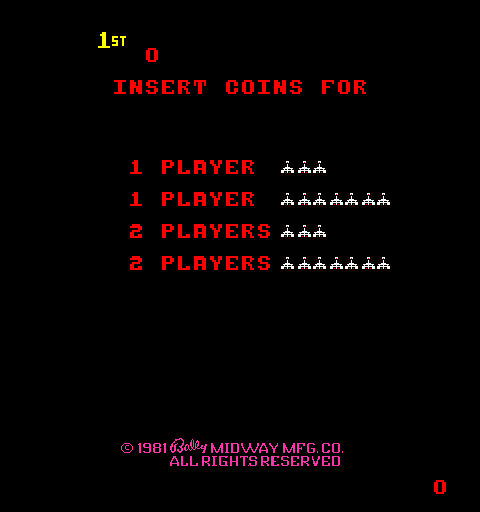 1ST
0
INSERT COINS FOR
1 PLAYER
1 PLAYER
2 PLAYERS
2 PLAYERS
© 1981 Bally MIDWAY MFG. CO.
ALL RIGHTS RESERVED
0